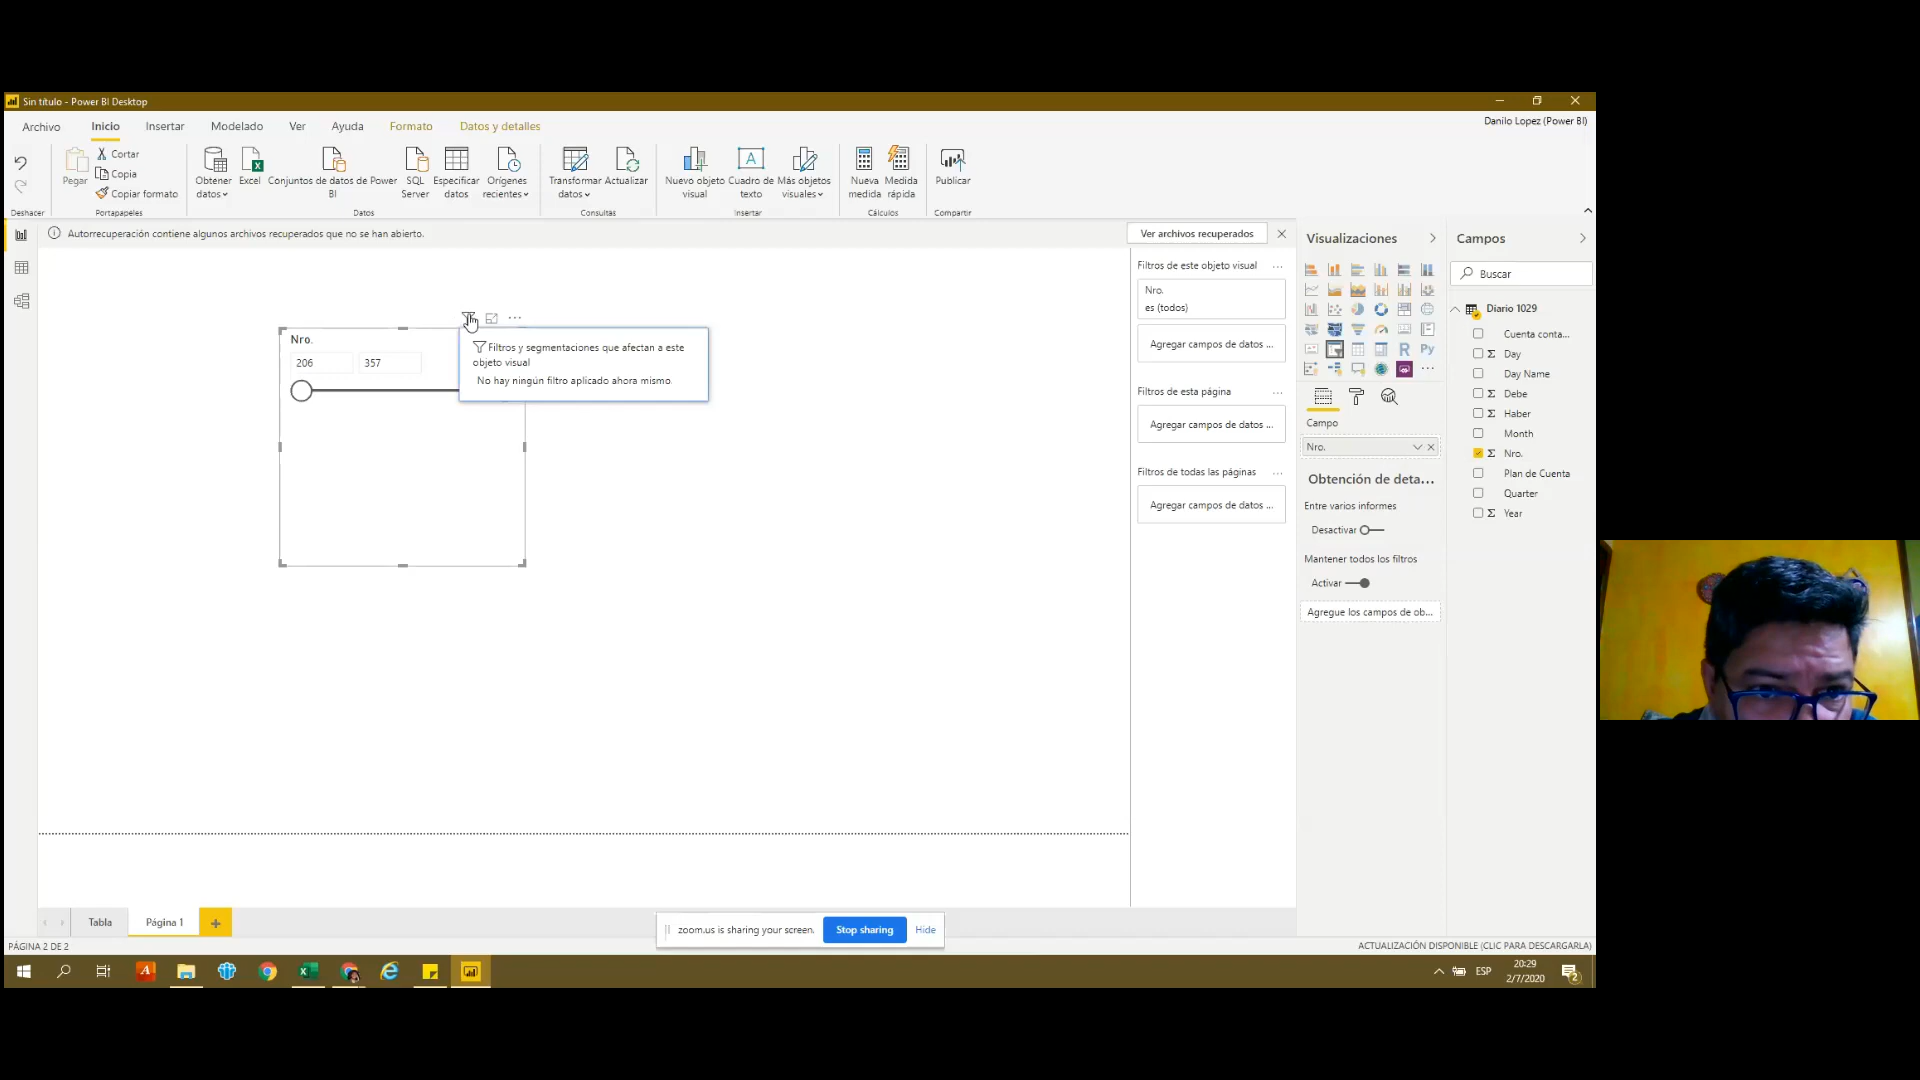 Sin título - Power BI Desktop
Danilo Lopez (Power BI)
Archivo Inicio Insertar Modelado Ver Ayuda Formato Datos y detalles
Pegar
Cortar
Copia
Copiar formato
Obtener datos
Excel
Conjuntos de datos de Power BI
SQL Server
Especificar datos
Orígenes recientes
Transformar datos
Actualizar
Nuevo objeto visual
A
Cuadro de texto
Más objetos visuales
Nueva medida
Medida rápida
Publicar
Deshacer Portapapeles Datos Consultas Insertar Cálculos Compartir
Autorrecuperación contiene algunos archivos recuperados que no se han abierto.
Ver archivos recuperados
Nro.
206 357
Filtros y segmentaciones que afectan a este
objeto visual
No hay ningún filtro aplicado ahora mismo.
Filtros de este objeto visual ...
Nro.
es (todos)
Agregar campos de datos ...
Filtros de esta página ...
Agregar campos de datos ...
Filtros de todas las páginas ...
Agregar campos de datos ...
Visualizaciones
R Py
Campo
Nro.
Obtención de deta...
Entre varios informes
Desactivar
Mantener todos los filtros
Activar
Agregue los campos de ob...
Campos
Buscar
Diario 1029
Cuenta conta...
Σ Day
Day Name
Σ Debe
Σ Haber
Month
Σ Nro.
Plan de Cuenta
Quarter
Σ Year
Tabla Página 1 +
zoom.us is sharing your screen. Stop sharing Hide
PÁGINA 2 DE 2
ACTUALIZACIÓN DISPONIBLE (CLIC PARA DESCARGARLA)
ESP
20:29
2/7/2020
2